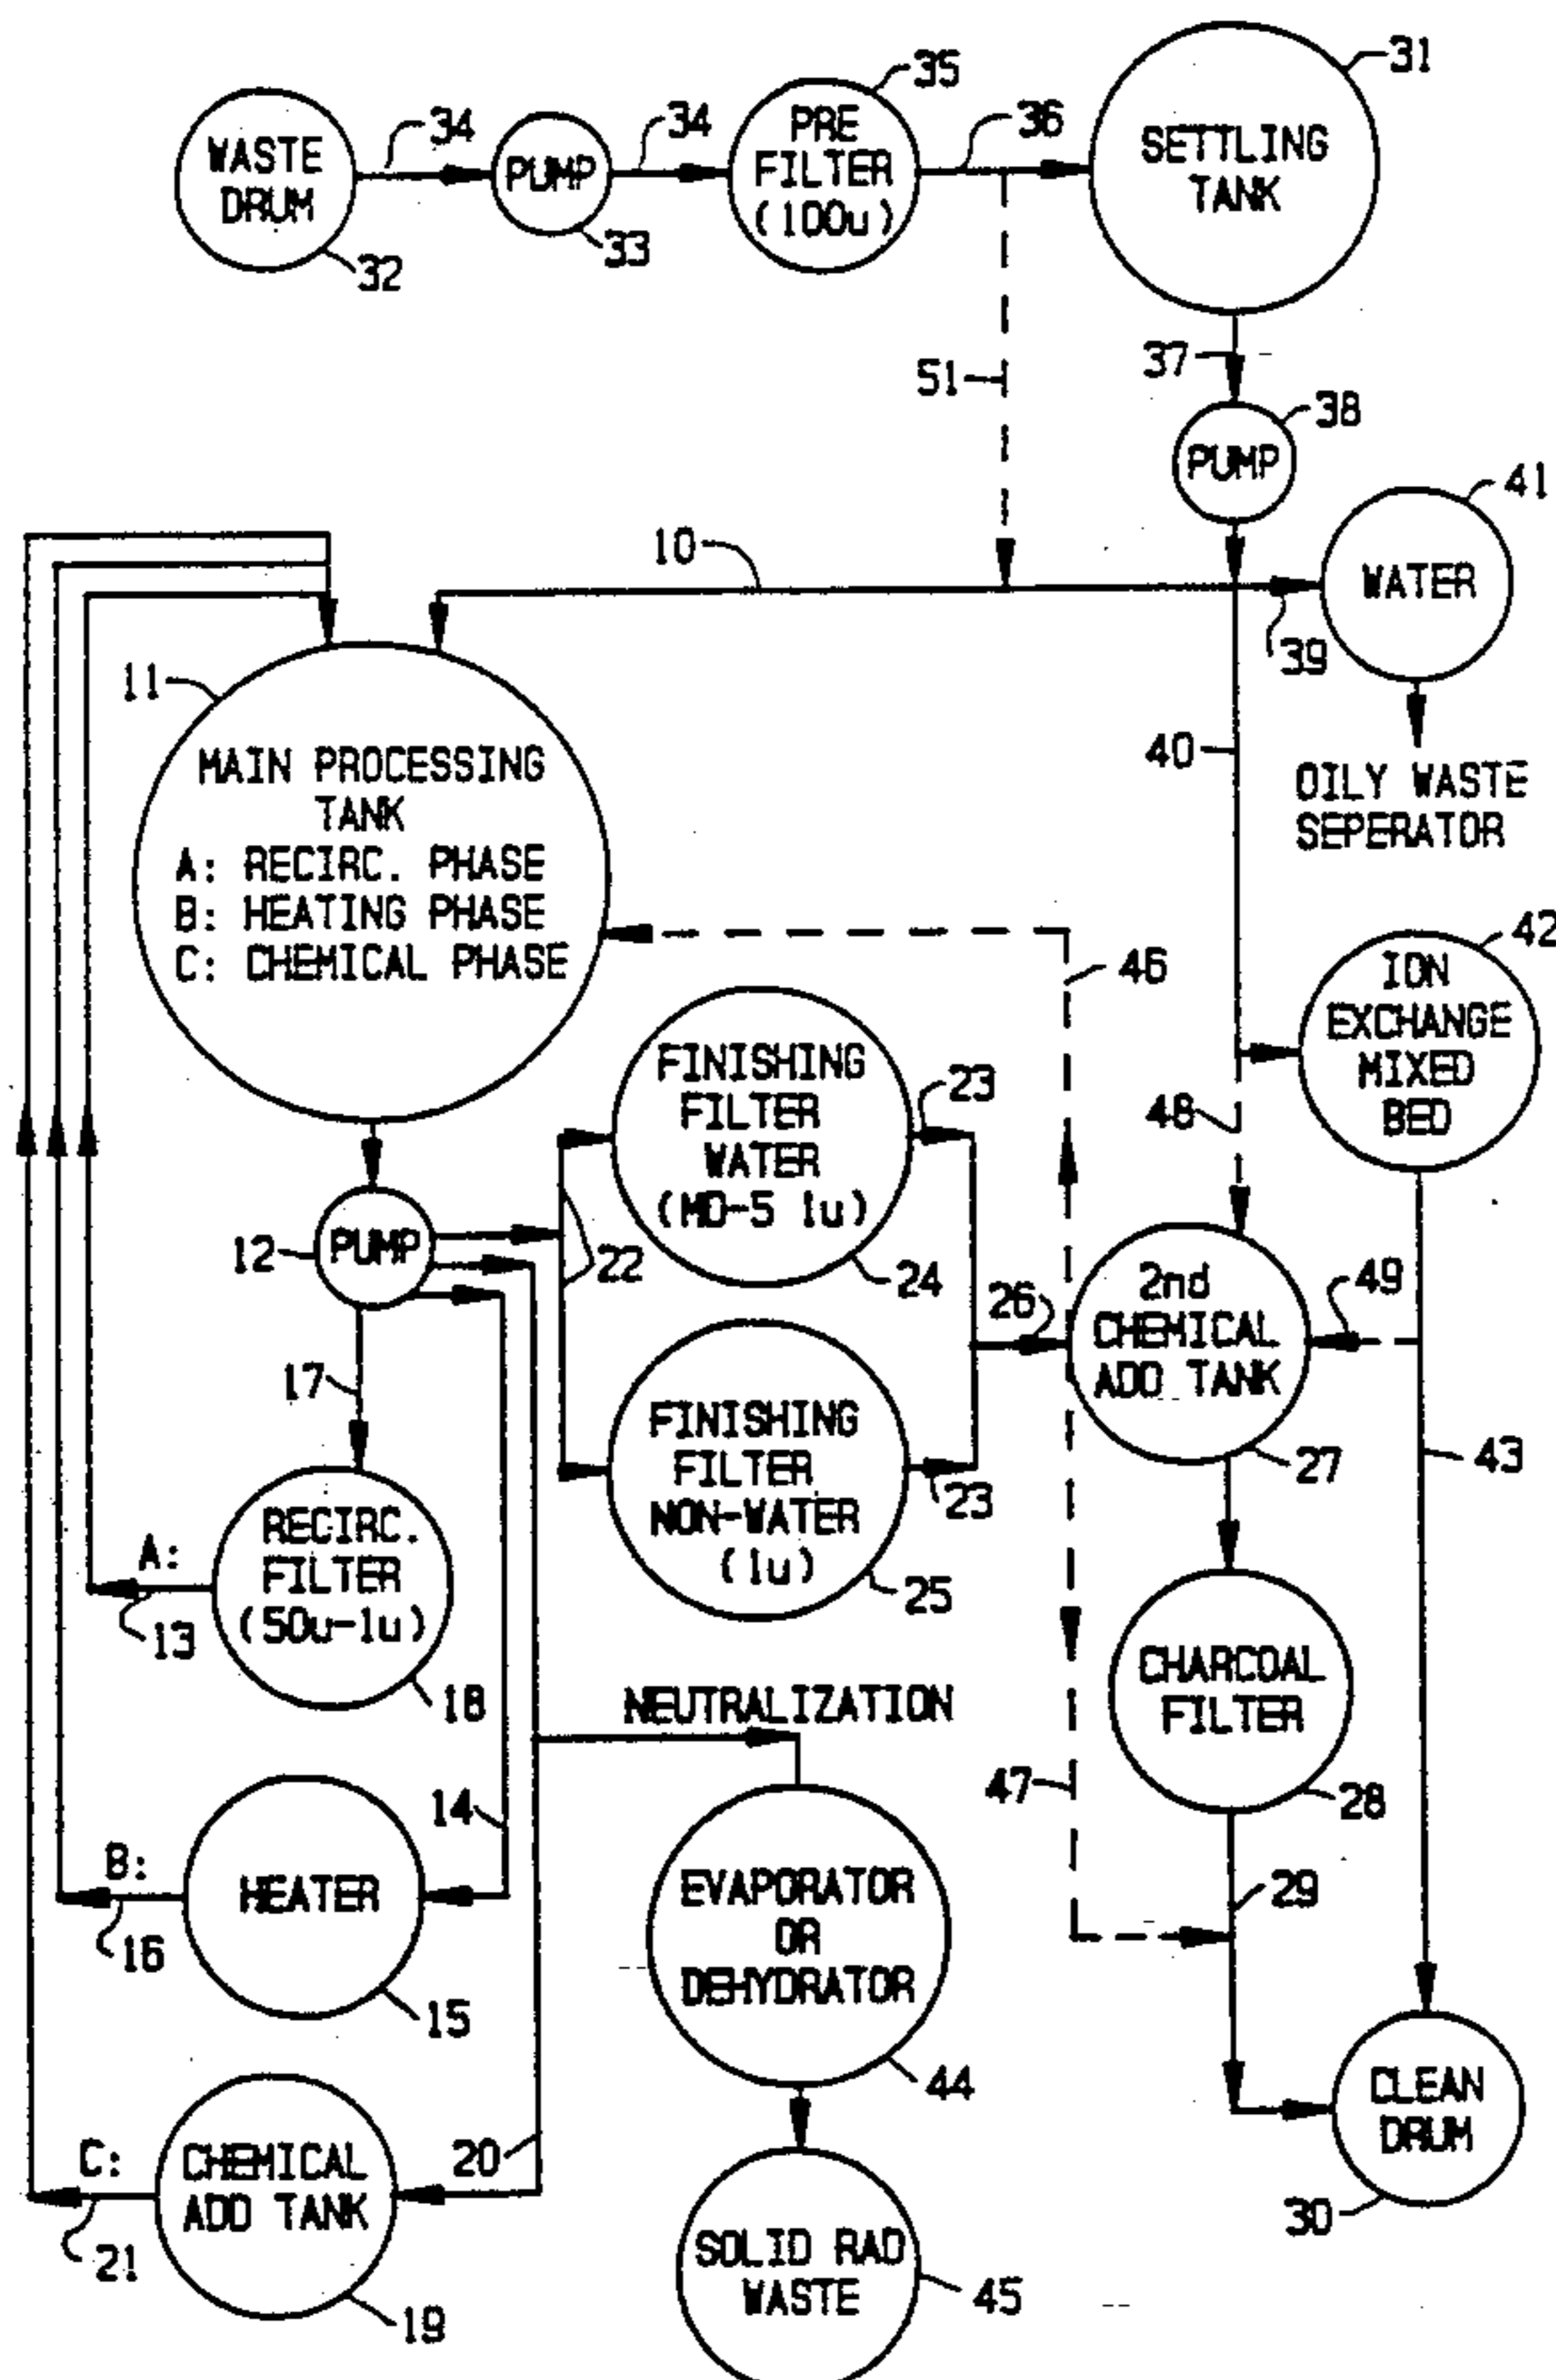 31
35
34
34
36
WASTE
DRUM
PUMP
PRE
FILTER
(100u)
SETTLING
TANK
33
32
51
37
38
PUMP
41
10
WATER
39
11
MAIN PROCESSING
TANK
A: RECIRC. PHASE
B: HEATING PHASE
C: CHEMICAL PHASE
40
OILY WASTE
SEPERATOR
46
42
ION
EXCHANGE
MIXED
BED
FINISHING
FILTER
WATER
(MD-5 1u)
23
48
12
PUMP
22
24
26
2nd
CHEMICAL
ADD TANK
49
17
FINISHING
FILTER
NON-WATER
(1u)
23
25
27
43
A:
RECIRC.
FILTER
(50u-1u)
13
18
NEUTRALIZATION
CHARCOAL
FILTER
47
28
14
B:
HEATER
16
15
EVAPORATOR
OR
DEHYDRATOR
29
44
CLEAN
DRUM
30
20
C:
CHEMICAL
ADD TANK
21
19
SOLID RAD
WASTE
45